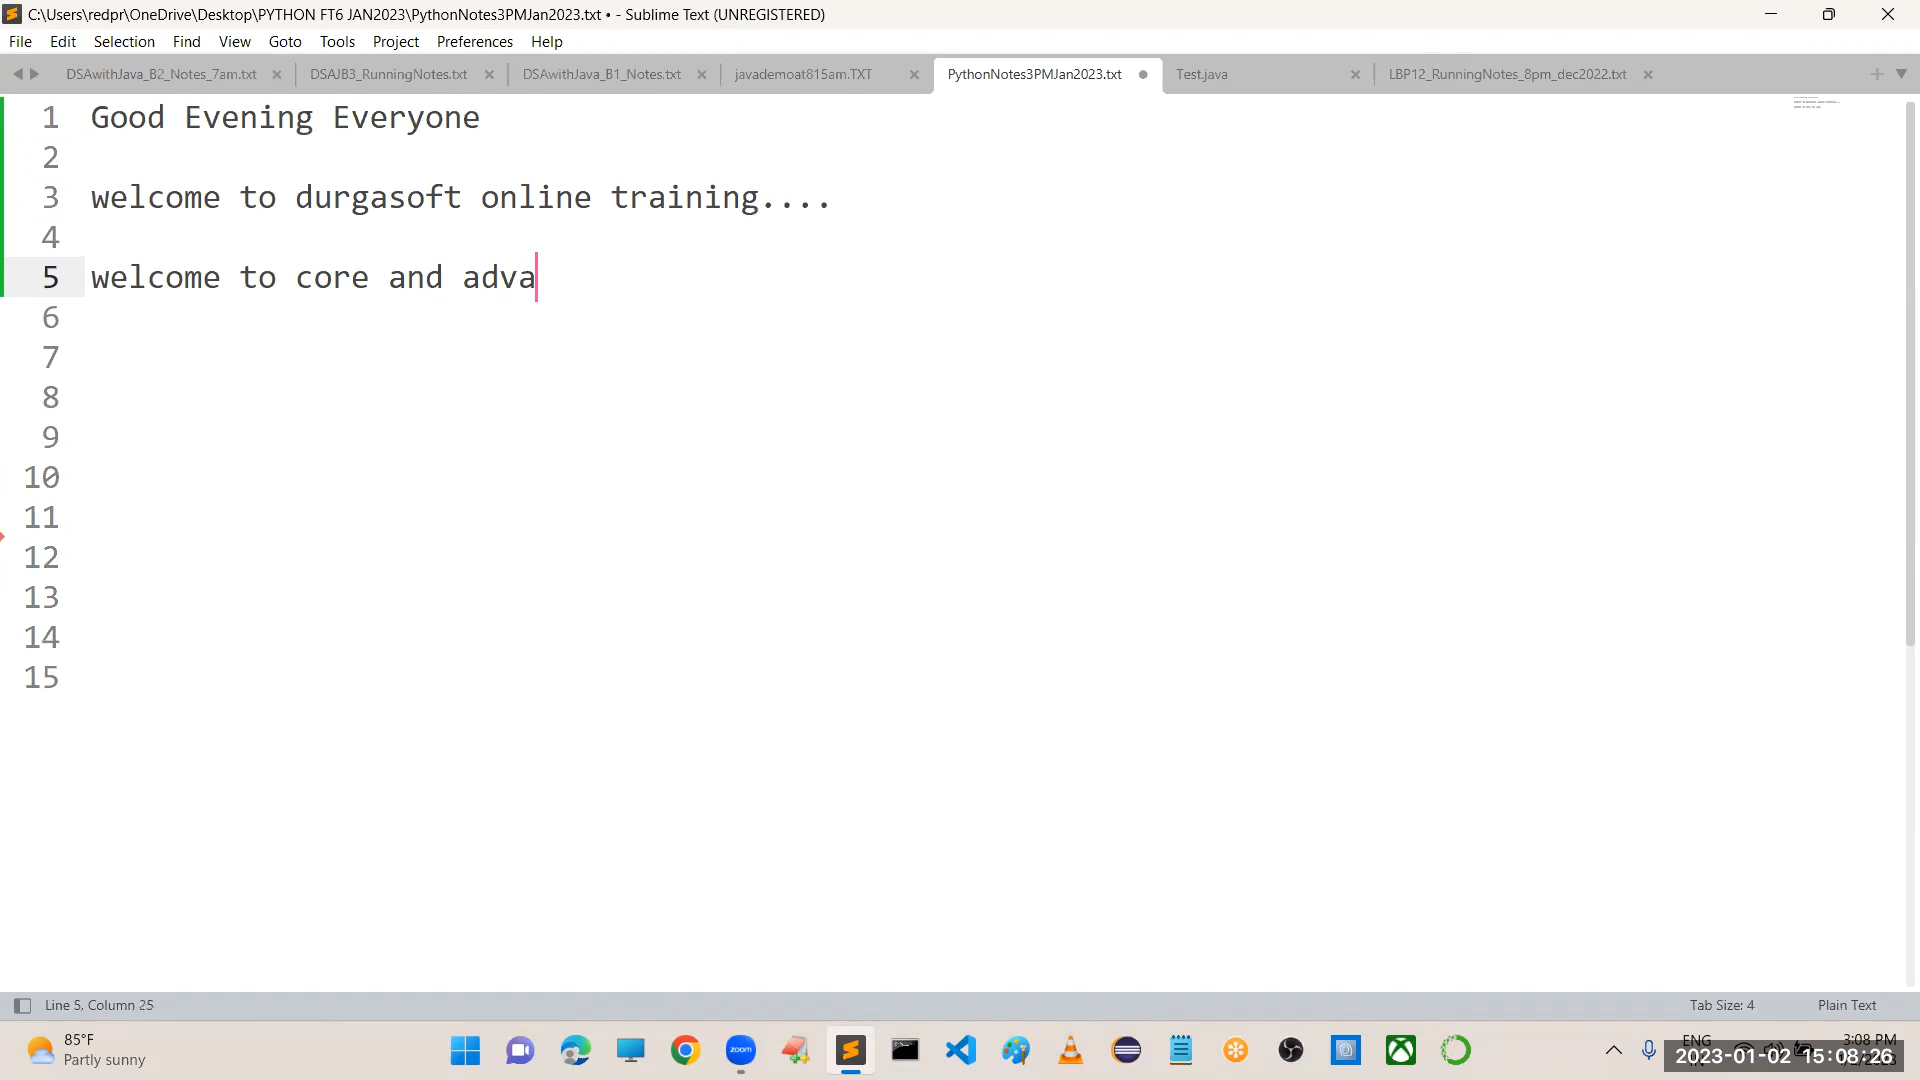 C:\Users\redpr\OneDrive\Desktop\PYTHON FT6 JAN2023\PythonNotes3PMJan2023.txt • - Sublime Text (UNREGISTERED)
File Edit Selection Find View Goto Tools Project Preferences Help
DSAwithJava_B2_Notes_7am.txt DSAJB3_RunningNotes.txt DSAwithJava_B1_Notes.txt javademoat815am.TXT PythonNotes3PMJan2023.txt Test.java LBP12_RunningNotes_8pm_dec2022.txt
1 Good Evening Everyone
2
3 welcome to durgasoft online training....
4
5 welcome to core and adva
6
7
8
9
10
11
12
13
14
15
Line 5, Column 25 Tab Size: 4 Plain Text
85°F
Partly sunny
zoom
ENG
3:08 PM
2023-01-02 15:08:26